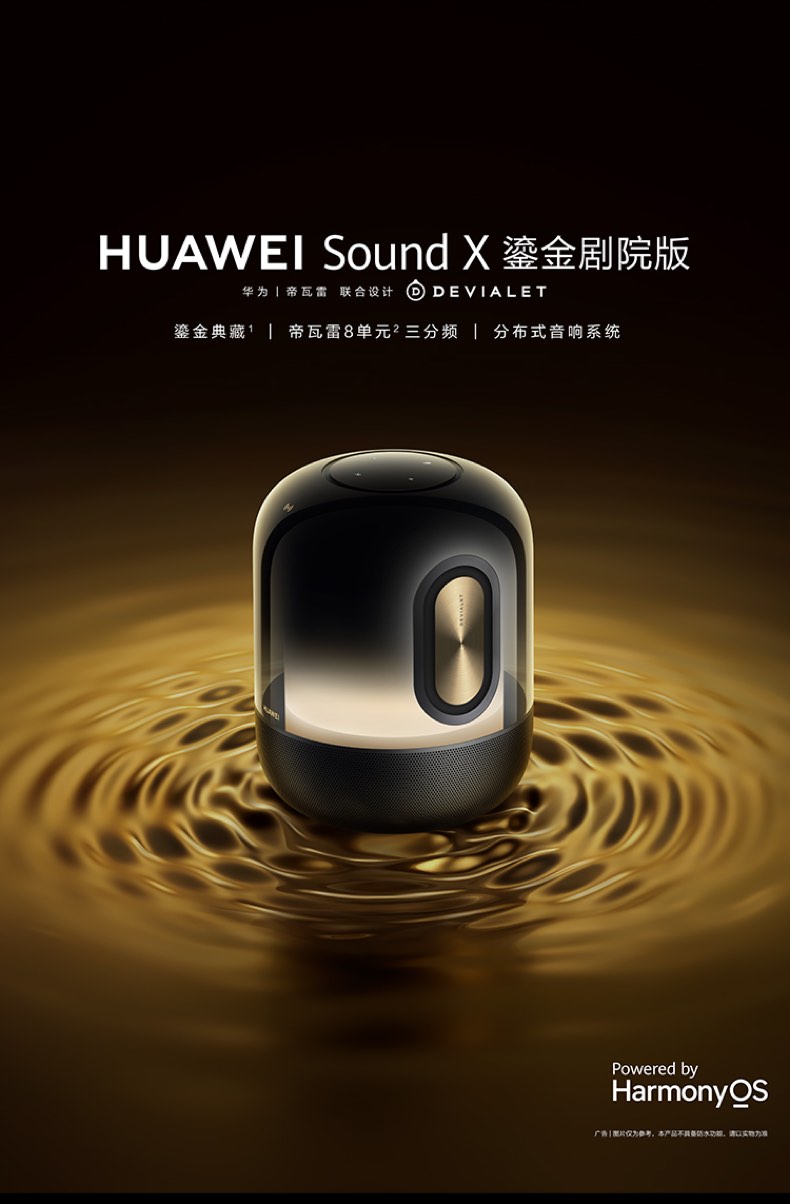 HUAWEI Sound X 鎏金剧院版
华为 | 帝瓦雷 联合设计 DEVIALET
鎏金典藏¹ | 帝瓦雷8单元² 三分频 | 分布式音响系统
DEVIALET
HUAWEI
Powered by
HarmonyOS
广告 | 图片仅为参考，本产品不具备防水功能，请以实物为准